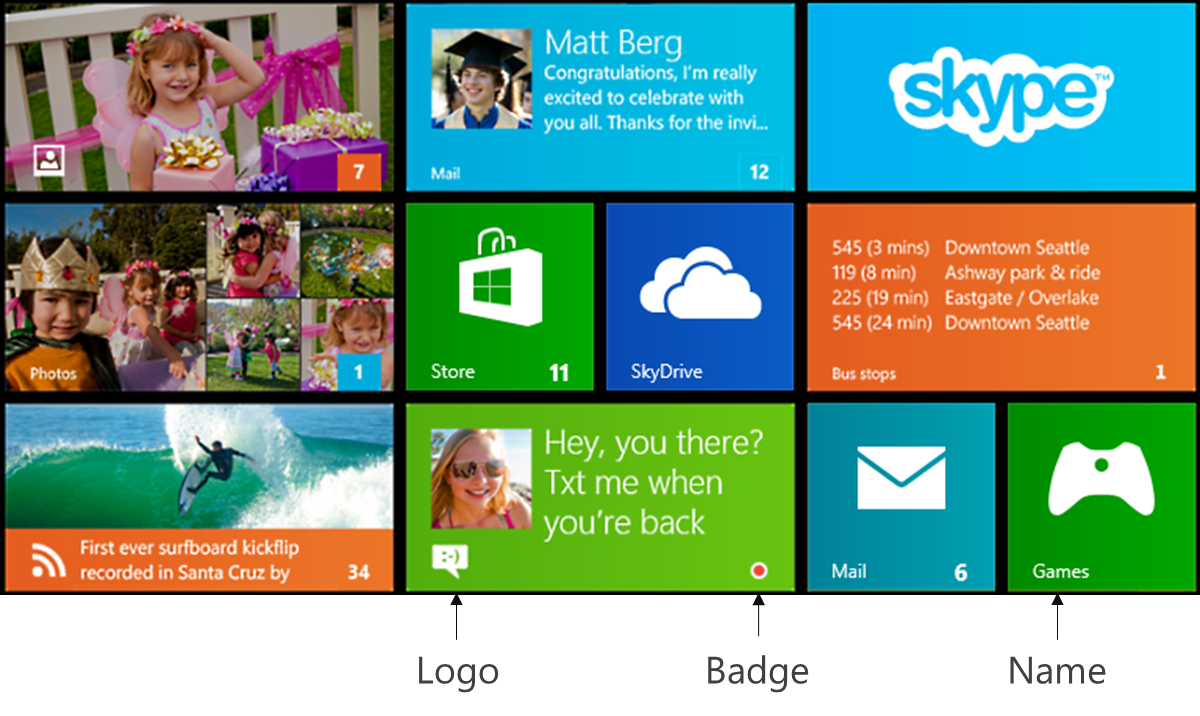 7
Matt Berg
Congratulations, I'm really
excited to celebrate with
you all. Thanks for the invi...
Mail
12
skype™
Photos
1
Store
11
SkyDrive
545 (3 mins) Downtown Seattle
119 (8 min) Ashway park & ride
225 (19 min) Eastgate / Overlake
545 (24 min) Downtown Seattle
Bus stops
1
First ever surfboard kickflip
recorded in Santa Cruz by
34
Hey, you there?
Txt me when
you're back
:-)
Mail
6
Games
Logo
Badge
Name